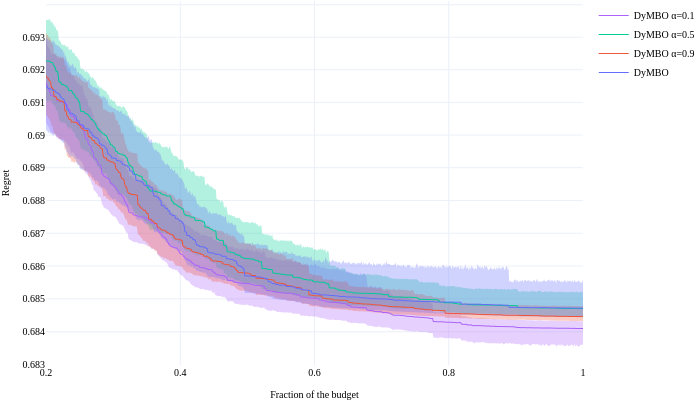 DyMBO α=0.1
DyMBO α=0.5
DyMBO α=0.9
DyMBO
0.693
0.692
0.691
0.69
0.689
0.688
0.687
0.686
0.685
0.684
0.683
Regret
0.2
0.4
0.6
0.8
1
Fraction of the budget